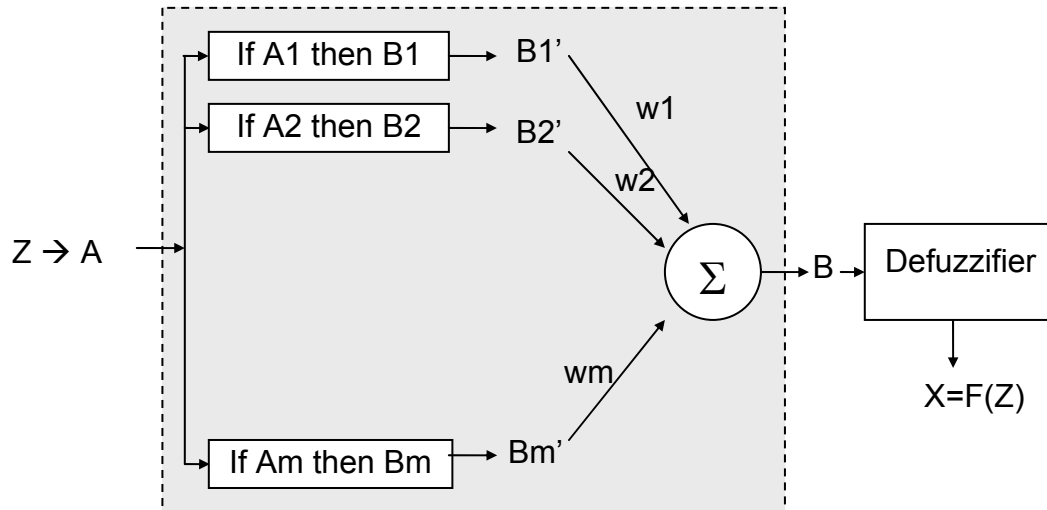 If A1 then B1
B1’
w1
If A2 then B2
B2’
w2
Z → A
Σ
B
Defuzzifier
wm
X=F(Z)
If Am then Bm
Bm’